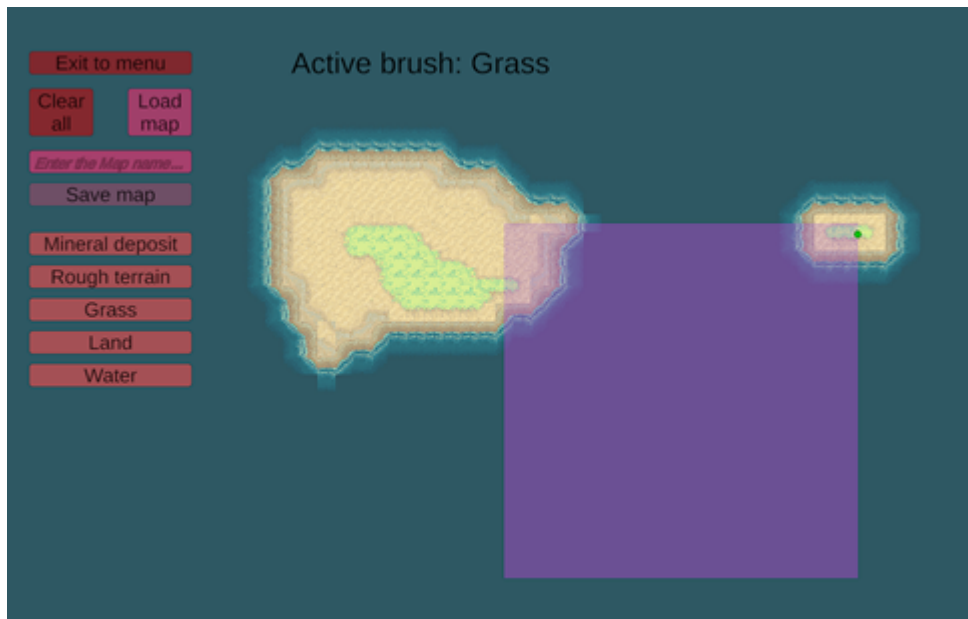 Active brush: Grass
Exit to menu
Clear
all
Load
map
Enter the Map name...
Save map
Mineral deposit
Rough terrain
Grass
Land
Water